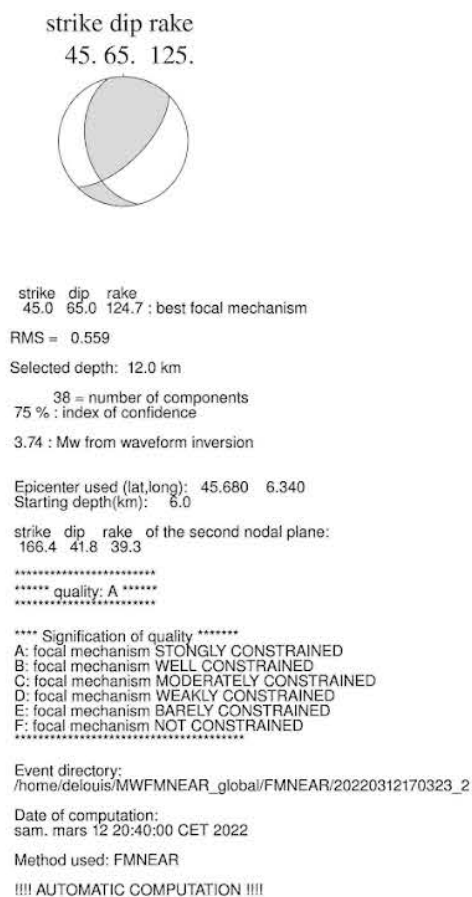 strike dip rake
45. 65. 125.
strike dip rake
45.0 65.0 124.7 : best focal mechanism
RMS = 0.559
Selected depth: 12.0 km
38 = number of components
75 % : index of confidence
3.74 : Mw from waveform inversion
Epicenter used (lat,long): 45.680 6.340
Starting depth(km): 6.0
strike dip rake of the second nodal plane:
166.4 41.8 39.3
************************
****** quality: A ******
************************
**** Signification of quality *******
A: focal mechanism STONGLY CONSTRAINED
B: focal mechanism WELL CONSTRAINED
C: focal mechanism MODERATELY CONSTRAINED
D: focal mechanism WEAKLY CONSTRAINED
E: focal mechanism BARELY CONSTRAINED
F: focal mechanism NOT CONSTRAINED
***************************************
Event directory:
/home/delouis/MWFMNEAR_global/FMNEAR/20220312170323_2
Date of computation:
sam. mars 12 20:40:00 CET 2022
Method used: FMNEAR
!!!! AUTOMATIC COMPUTATION !!!!